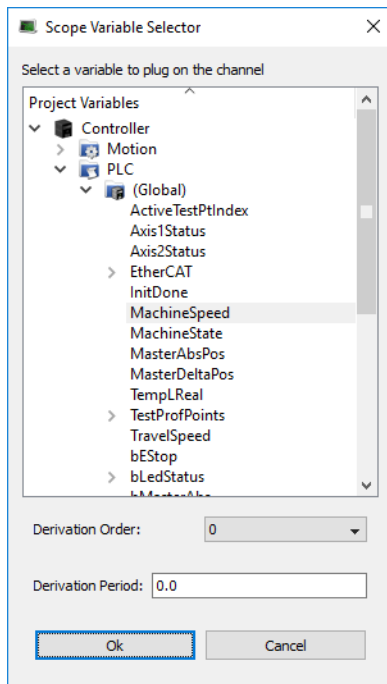 Scope Variable Selector
Select a variable to plug on the channel
Project Variables
Controller
Motion
PLC
(Global)
ActiveTestPtIndex
Axis1Status
Axis2Status
EtherCAT
InitDone
MachineSpeed
MachineState
MasterAbsPos
MasterDeltaPos
TempLReal
TestProfPoints
TravelSpeed
bEStop
bLedStatus
bMasterAbs
Derivation Order: 0
Derivation Period: 0.0
Ok Cancel